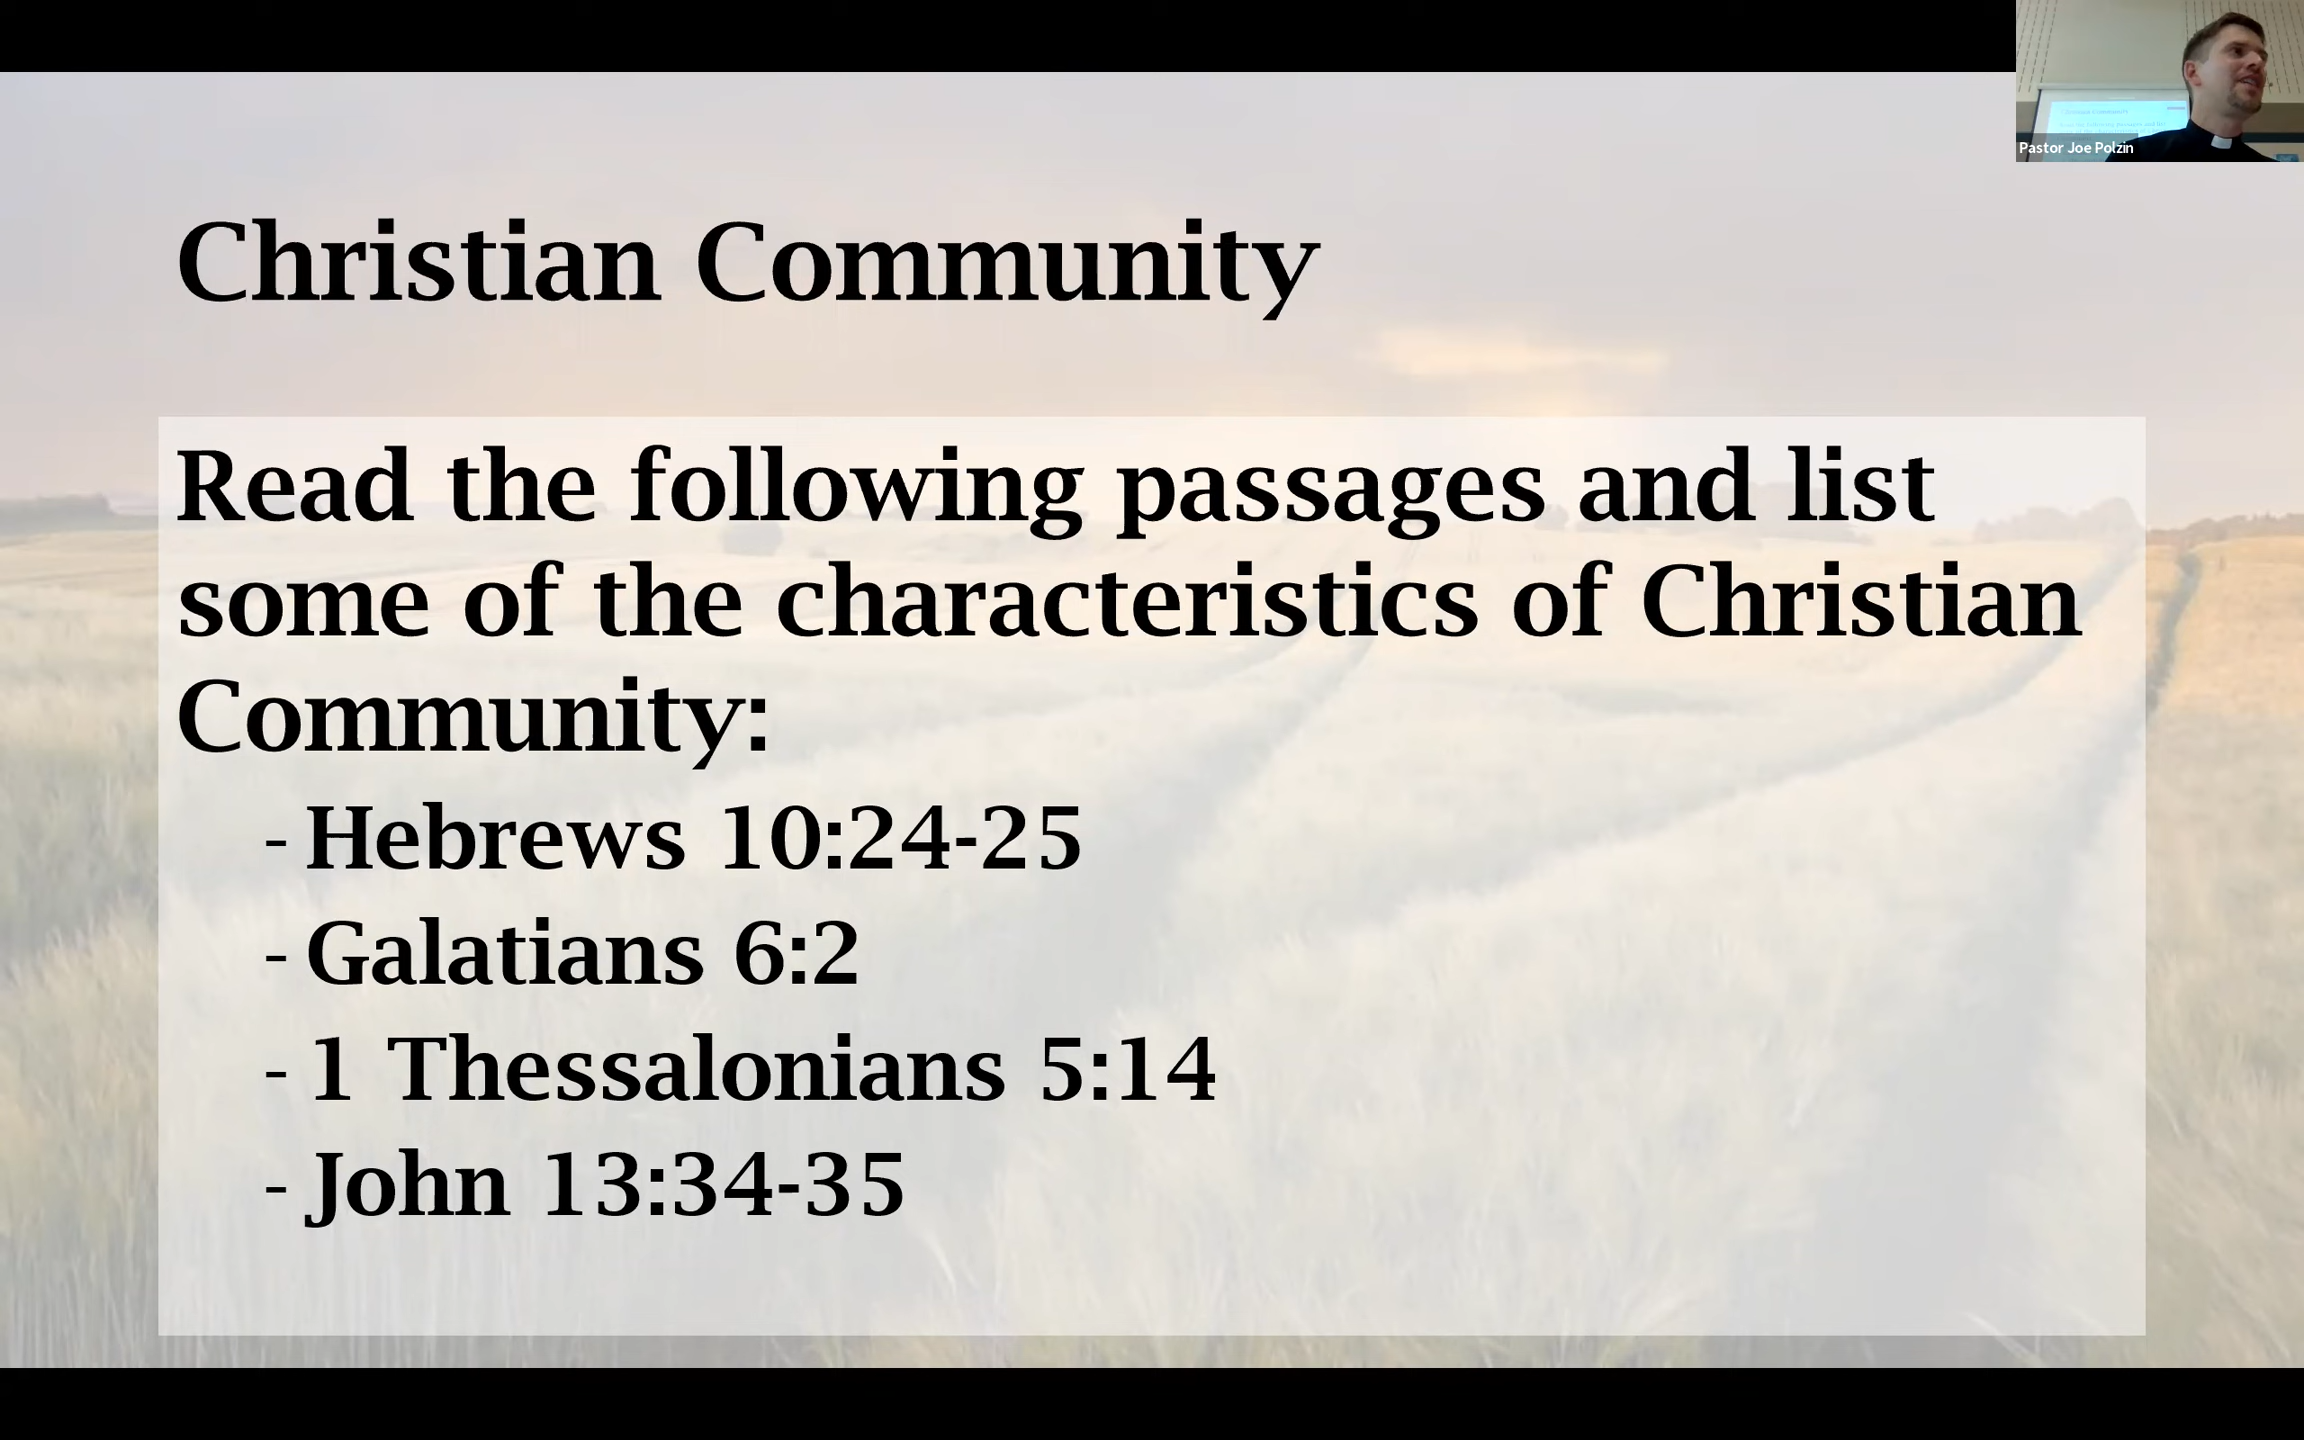 Pastor Joe Polzin
Christian Community
Read the following passages and list
some of the characteristics of Christian
Community:
- Hebrews 10:24-25
- Galatians 6:2
- 1 Thessalonians 5:14
- John 13:34-35